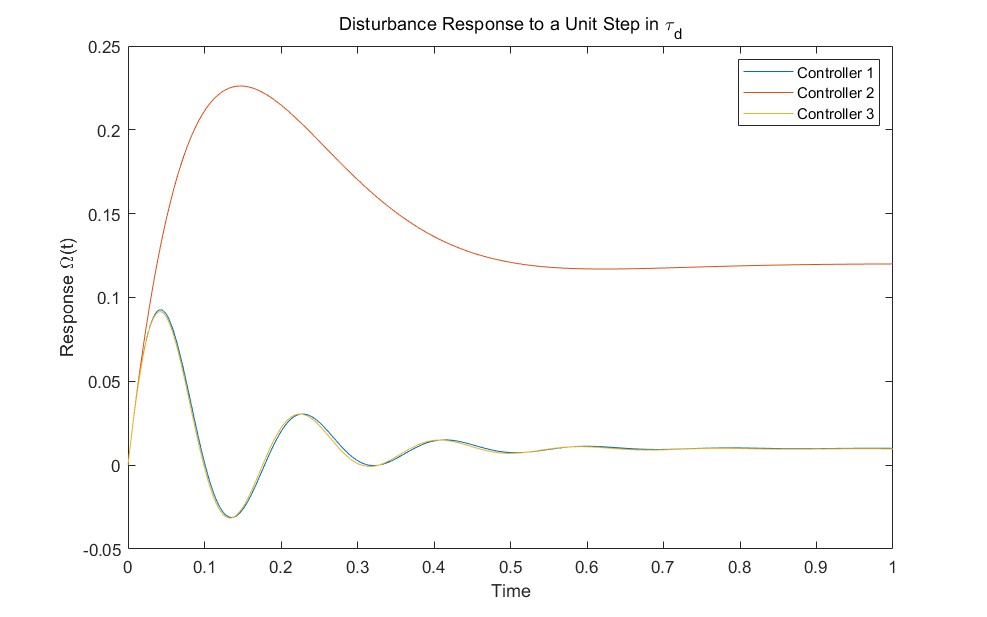 Disturbance Response to a Unit Step in τd
Controller 1
Controller 2
Controller 3
Response Ω(t)
0.25
0.2
0.15
0.1
0.05
0
-0.05
0 0.1 0.2 0.3 0.4 0.5 0.6 0.7 0.8 0.9 1
Time